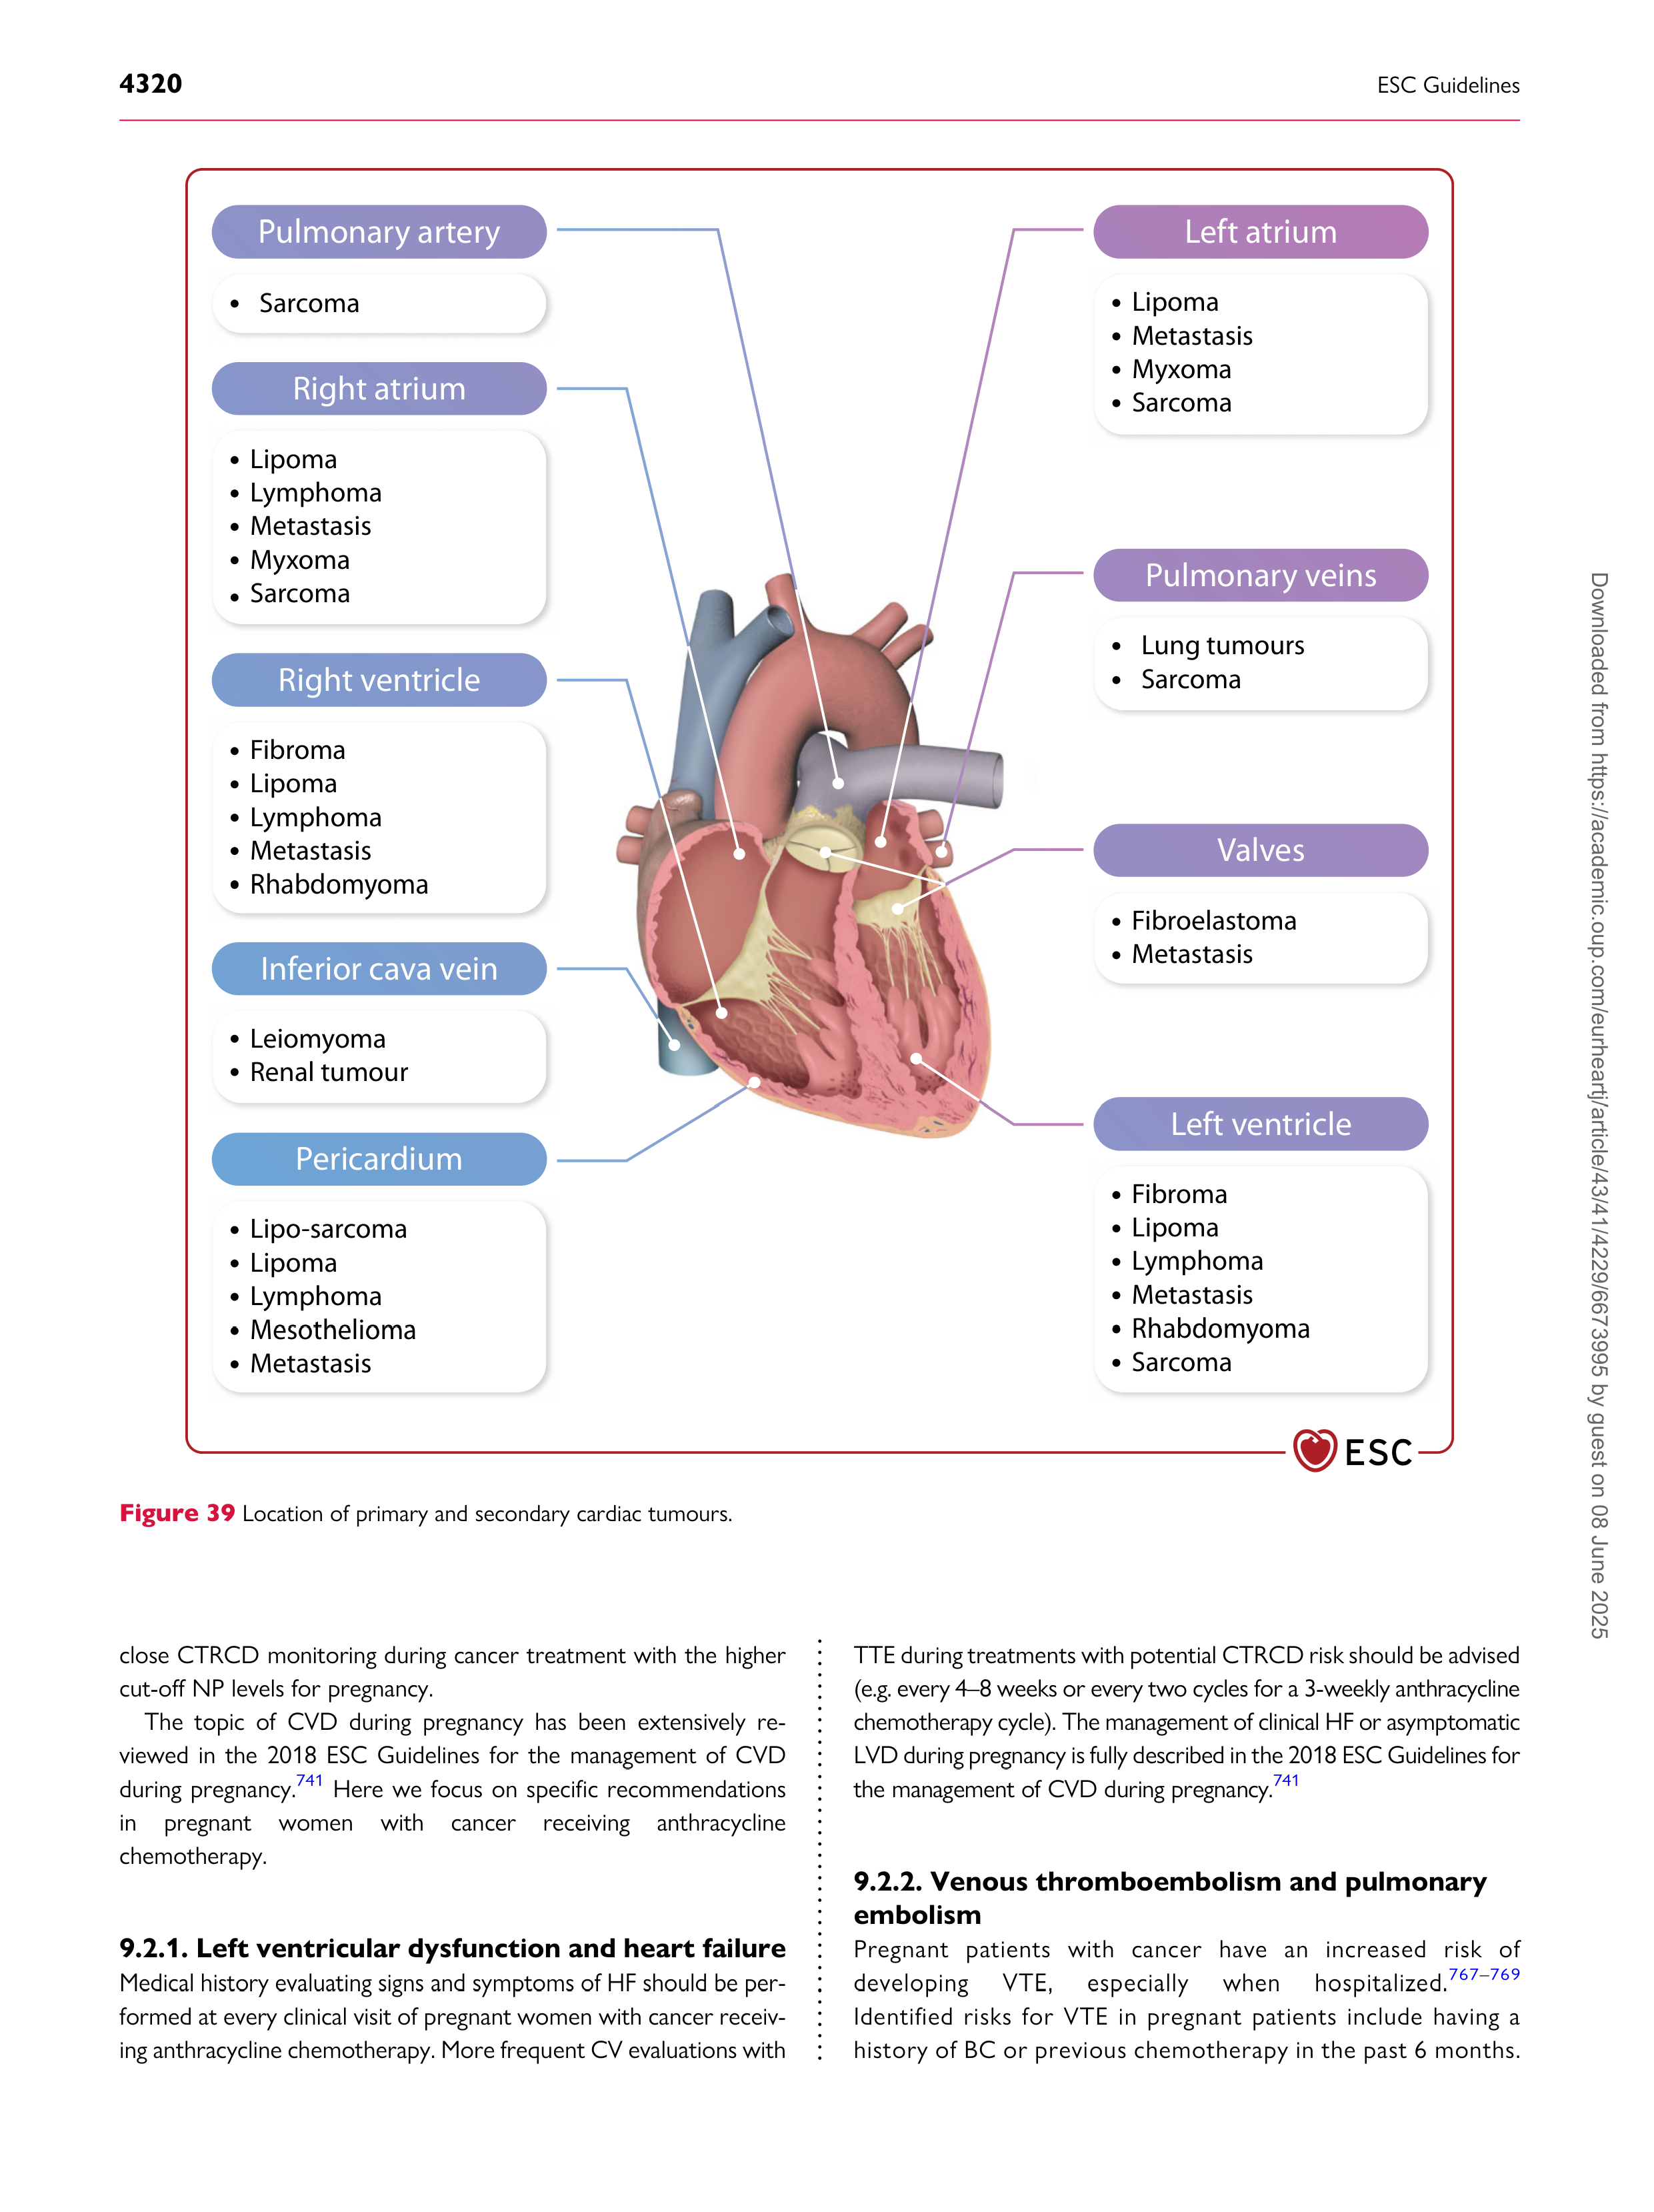 4320
ESC Guidelines
Pulmonary artery
• Sarcoma
Right atrium
• Lipoma
• Lymphoma
• Metastasis
• Myxoma
• Sarcoma
Right ventricle
• Fibroma
• Lipoma
• Lymphoma
• Metastasis
• Rhabdomyoma
Inferior cava vein
• Leiomyoma
• Renal tumour
Pericardium
• Lipo-sarcoma
• Lipoma
• Lymphoma
• Mesothelioma
• Metastasis
Left atrium
• Lipoma
• Metastasis
• Myxoma
• Sarcoma
Pulmonary veins
• Lung tumours
• Sarcoma
Valves
• Fibroelastoma
• Metastasis
Left ventricle
• Fibroma
• Lipoma
• Lymphoma
• Metastasis
• Rhabdomyoma
• Sarcoma
ESC
Figure 39 Location of primary and secondary cardiac tumours.
close CTRCD monitoring during cancer treatment with the higher
cut-off NP levels for pregnancy.
The topic of CVD during pregnancy has been extensively re-
viewed in the 2018 ESC Guidelines for the management of CVD
during pregnancy.741 Here we focus on specific recommendations
in pregnant women with cancer receiving anthracycline
chemotherapy.
9.2.1. Left ventricular dysfunction and heart failure
Medical history evaluating signs and symptoms of HF should be per-
formed at every clinical visit of pregnant women with cancer receiv-
ing anthracycline chemotherapy. More frequent CV evaluations with
TTE during treatments with potential CTRCD risk should be advised
(e.g. every 4–8 weeks or every two cycles for a 3-weekly anthracycline
chemotherapy cycle). The management of clinical HF or asymptomatic
LVD during pregnancy is fully described in the 2018 ESC Guidelines for
the management of CVD during pregnancy.741
9.2.2. Venous thromboembolism and pulmonary
embolism
Pregnant patients with cancer have an increased risk of
developing VTE, especially when hospitalized.767–769
Identified risks for VTE in pregnant patients include having a
history of BC or previous chemotherapy in the past 6 months.
Downloaded from https://academic.oup.com/eurheartj/article/43/41/4229/6673995 by guest on 08 June 2025